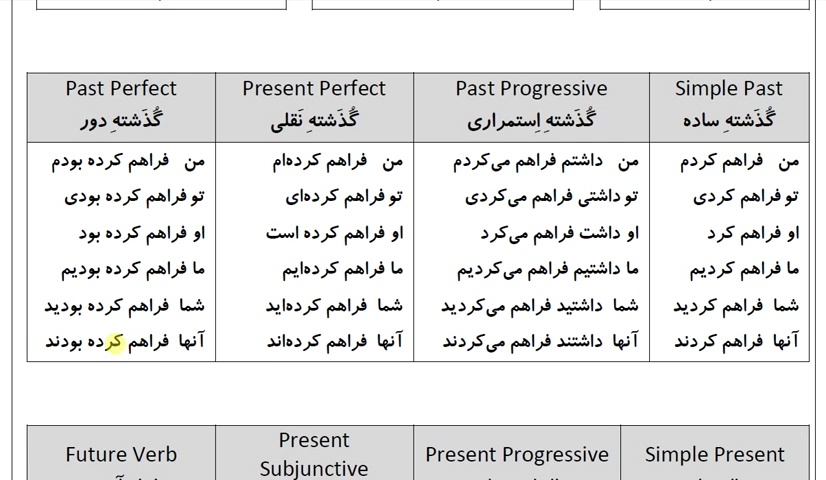 Past Perfect Present Perfect Past Progressive Simple Past
گُذَشتهِ دور گُذَشتهِ نَقلی گُذَشتهِ اِستمراری گُذَشتهِ ساده
من فراهم کردم من داشتم فراهم می‌کردم من فراهم کرده‌ام من فراهم کرده بودم
تو فراهم کردی تو داشتی فراهم می‌کردی تو فراهم کرده‌ای تو فراهم کرده بودی
او فراهم کرد او داشت فراهم می‌کرد او فراهم کرده است او فراهم کرده بود
ما فراهم کردیم ما داشتیم فراهم می‌کردیم ما فراهم کرده‌ایم ما فراهم کرده بودیم
شما فراهم کردید شما داشتید فراهم می‌کردید شما فراهم کرده‌اید شما فراهم کرده بودید
آنها فراهم کردند آنها داشتند فراهم می‌کردند آنها فراهم کرده‌اند آنها فراهم کرده بودند
Future Verb Present Subjunctive Present Progressive Simple Present